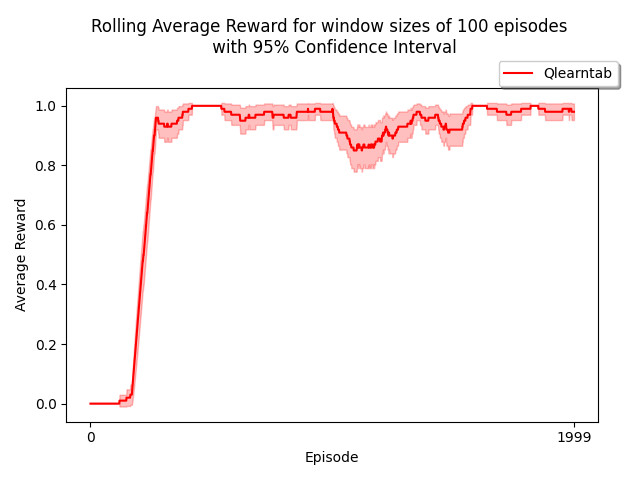 Rolling Average Reward for window sizes of 100 episodes
with 95% Confidence Interval
Qlearntab
1.0
0.8
0.6
0.4
0.2
0.0
Average Reward
0 1999
Episode